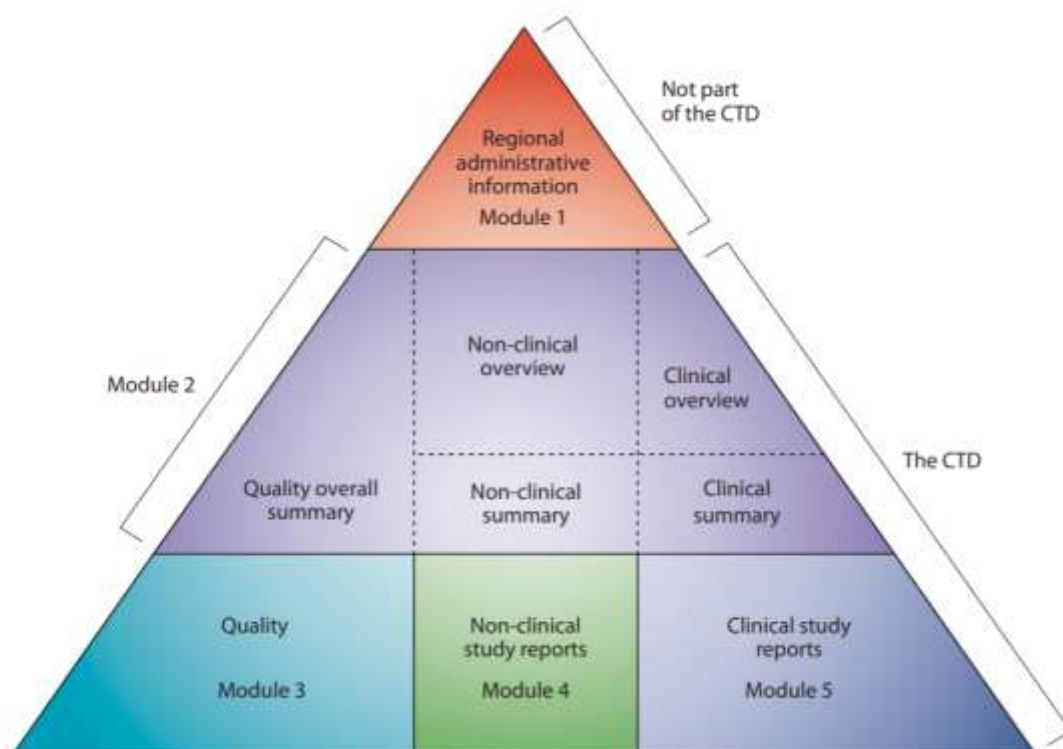 Not part
of the CTD
Regional
administrative
information
Module 1
Module 2
Non-clinical
overview
Clinical
overview
The CTD
Quality overall
summary
Non-clinical
summary
Clinical
summary
Quality
Module 3
Non-clinical
study reports
Module 4
Clinical study
reports
Module 5